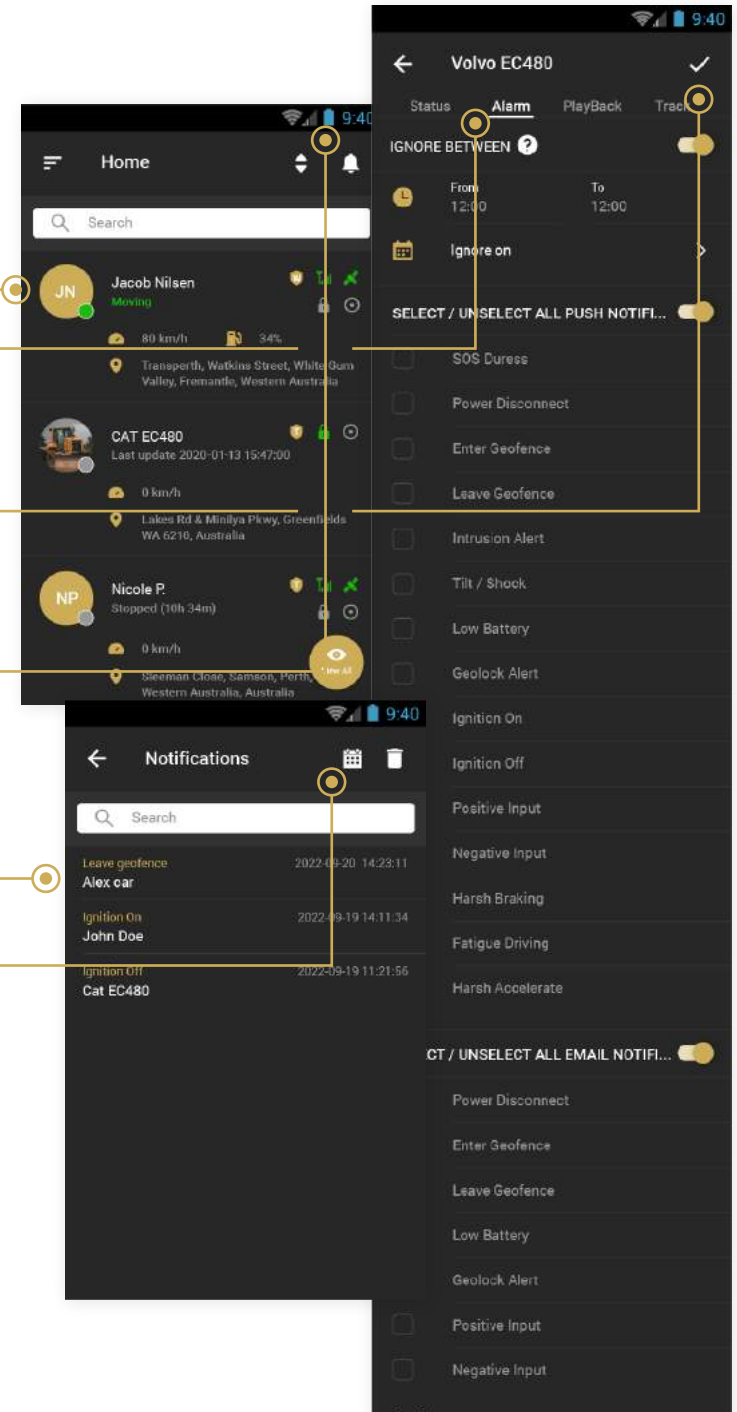 9:40
Home
Search
JN
Jacob Nilsen
Moving
80 km/h 34%
Transperth, Watkins Street, White Gum
Valley, Fremantle, Western Australia
CAT EC480
Last update 2020-01-13 15:47:00
0 km/h
Lakes Rd & Minilya Pkwy, Greenfields
WA 6210, Australia
NP
Nicole P.
Stopped (10h 34m)
0 km/h
Sleeman Close, Samson, Perth,
Western Australia, Australia
9:40
Notifications
Search
Leave geofence 2022-09-20 14:23:11
Alex car
Ignition On 2022-09-19 14:11:34
John Doe
Ignition Off 2022-09-19 11:21:56
Cat EC480
9:40
Volvo EC480
Status Alarm PlayBack Track
IGNORE BETWEEN ?
From To
12:00 12:00
Ignore on
SELECT / UNSELECT ALL PUSH NOTIFI...
SOS Duress
Power Disconnect
Enter Geofence
Leave Geofence
Intrusion Alert
Tilt / Shock
Low Battery
Geolock Alert
Ignition On
Ignition Off
Positive Input
Negative Input
Harsh Braking
Fatigue Driving
Harsh Accelerate
CT / UNSELECT ALL EMAIL NOTIFI...
Power Disconnect
Enter Geofence
Leave Geofence
Low Battery
Geolock Alert
Positive Input
Negative Input